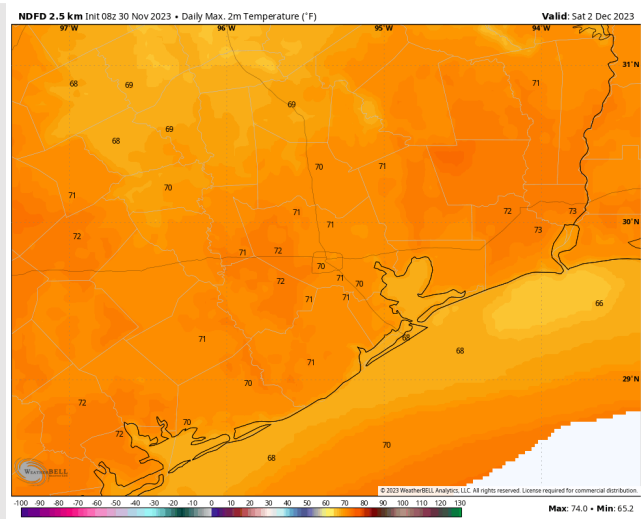 NDFD 2.5 km Init 08z 30 Nov 2023 • Daily Max. 2m Temperature (°F) Valid: Sat 2 Dec 2023
97°W 96°W 95°W 94°W
31°N
68 69 71
69
68 69
70 71
71 70
71 72 73
72 71 73 30°N
71 72
70
72 71 70
71 71
66
71 68
68
71 29°N
70
72
72 70
70
68
WEATHERBELL
© 2023 WeatherBELL Analytics, LLC. All rights reserved. License required for commercial distribution.
-100 -90 -80 -70 -60 -50 -40 -30 -20 -10 0 10 20 30 40 50 60 70 80 90 100 110 120 130 Max: 74.0 • Min: 65.2